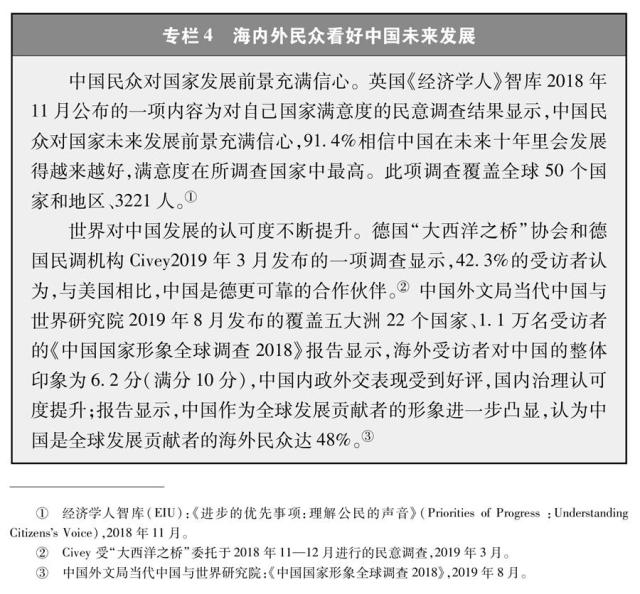 专栏 4 海内外民众看好中国未来发展
中国民众对国家发展前景充满信心。英国《经济学人》智库 2018 年
11 月公布的一项内容为对自己国家满意度的民意调查结果显示,中国民
众对国家未来发展前景充满信心,91.4%相信中国在未来十年里会发展
得越来越好,满意度在所调查国家中最高。此项调查覆盖全球 50 个国
家和地区、3221 人。①
世界对中国发展的认可度不断提升。德国“大西洋之桥”协会和德
国民调机构 Civey2019 年 3 月发布的一项调查显示,42.3%的受访者认
为,与美国相比,中国是德更可靠的合作伙伴。② 中国外文局当代中国与
世界研究院 2019 年 8 月发布的覆盖五大洲 22 个国家、1.1 万名受访者
的《中国国家形象全球调查 2018》报告显示,海外受访者对中国的整体
印象为 6.2 分(满分 10 分),中国内政外交表现受到好评,国内治理认可
度提升;报告显示,中国作为全球发展贡献者的形象进一步凸显,认为中
国是全球发展贡献者的海外民众达 48%。③
① 经济学人智库(EIU):《进步的优先事项:理解公民的声音》(Priorities of Progress :Understanding
Citizens's Voice),2018 年 11 月。
② Civey 受“大西洋之桥”委托于 2018 年 11—12 月进行的民意调查,2019 年 3 月。
③ 中国外文局当代中国与世界研究院:《中国国家形象全球调查 2018》,2019 年 8 月。